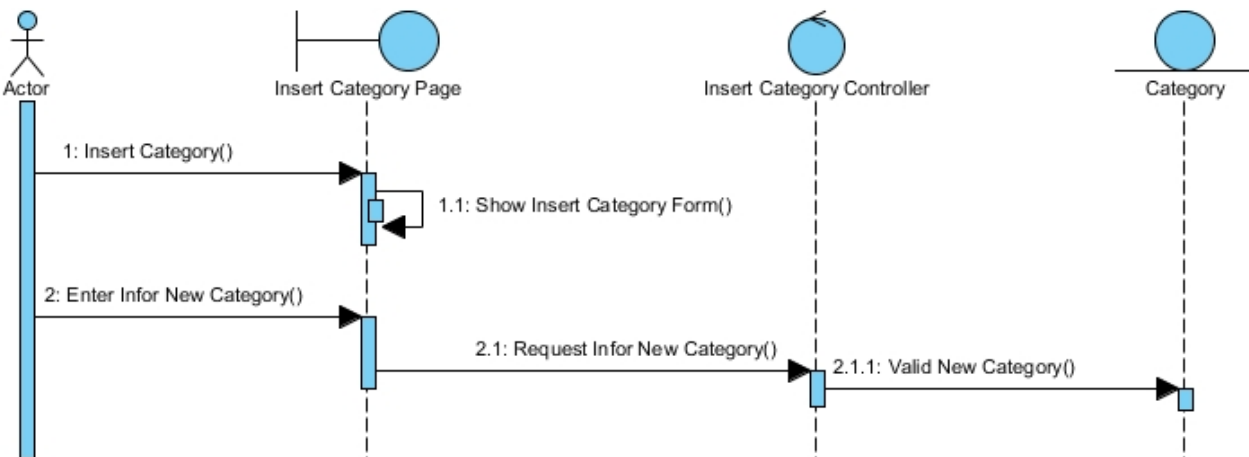 Actor
Insert Category Page
Insert Category Controller
Category
1: Insert Category()
1.1: Show Insert Category Form()
2: Enter Infor New Category()
2.1: Request Infor New Category()
2.1.1: Valid New Category()